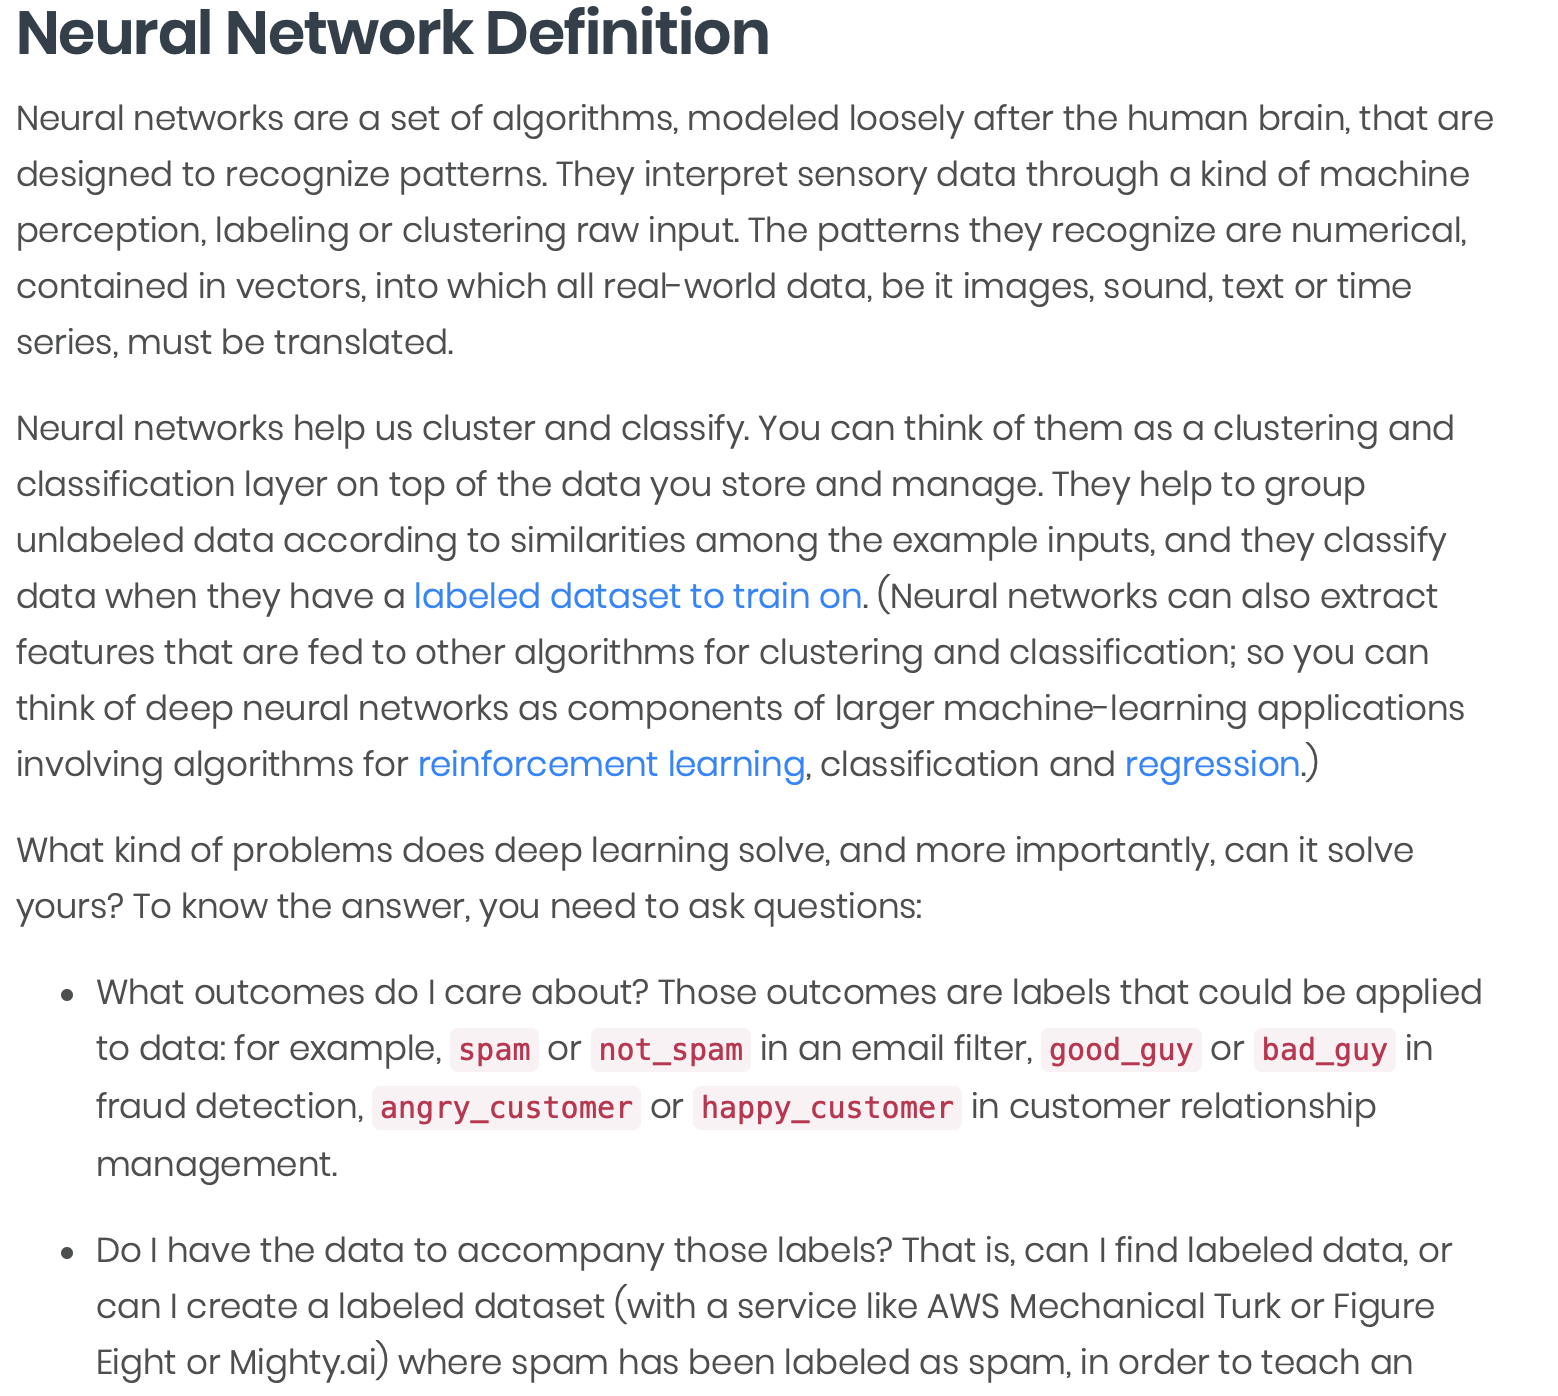 Neural Network Definition
Neural networks are a set of algorithms, modeled loosely after the human brain, that are
designed to recognize patterns. They interpret sensory data through a kind of machine
perception, labeling or clustering raw input. The patterns they recognize are numerical,
contained in vectors, into which all real-world data, be it images, sound, text or time
series, must be translated.
Neural networks help us cluster and classify. You can think of them as a clustering and
classification layer on top of the data you store and manage. They help to group
unlabeled data according to similarities among the example inputs, and they classify
data when they have a labeled dataset to train on. (Neural networks can also extract
features that are fed to other algorithms for clustering and classification; so you can
think of deep neural networks as components of larger machine-learning applications
involving algorithms for reinforcement learning, classification and regression.)
What kind of problems does deep learning solve, and more importantly, can it solve
yours? To know the answer, you need to ask questions:
• What outcomes do I care about? Those outcomes are labels that could be applied
to data: for example, spam or not_spam in an email filter, good_guy or bad_guy in
fraud detection, angry_customer or happy_customer in customer relationship
management.
• Do I have the data to accompany those labels? That is, can I find labeled data, or
can I create a labeled dataset (with a service like AWS Mechanical Turk or Figure
Eight or Mighty.ai) where spam has been labeled as spam, in order to teach an